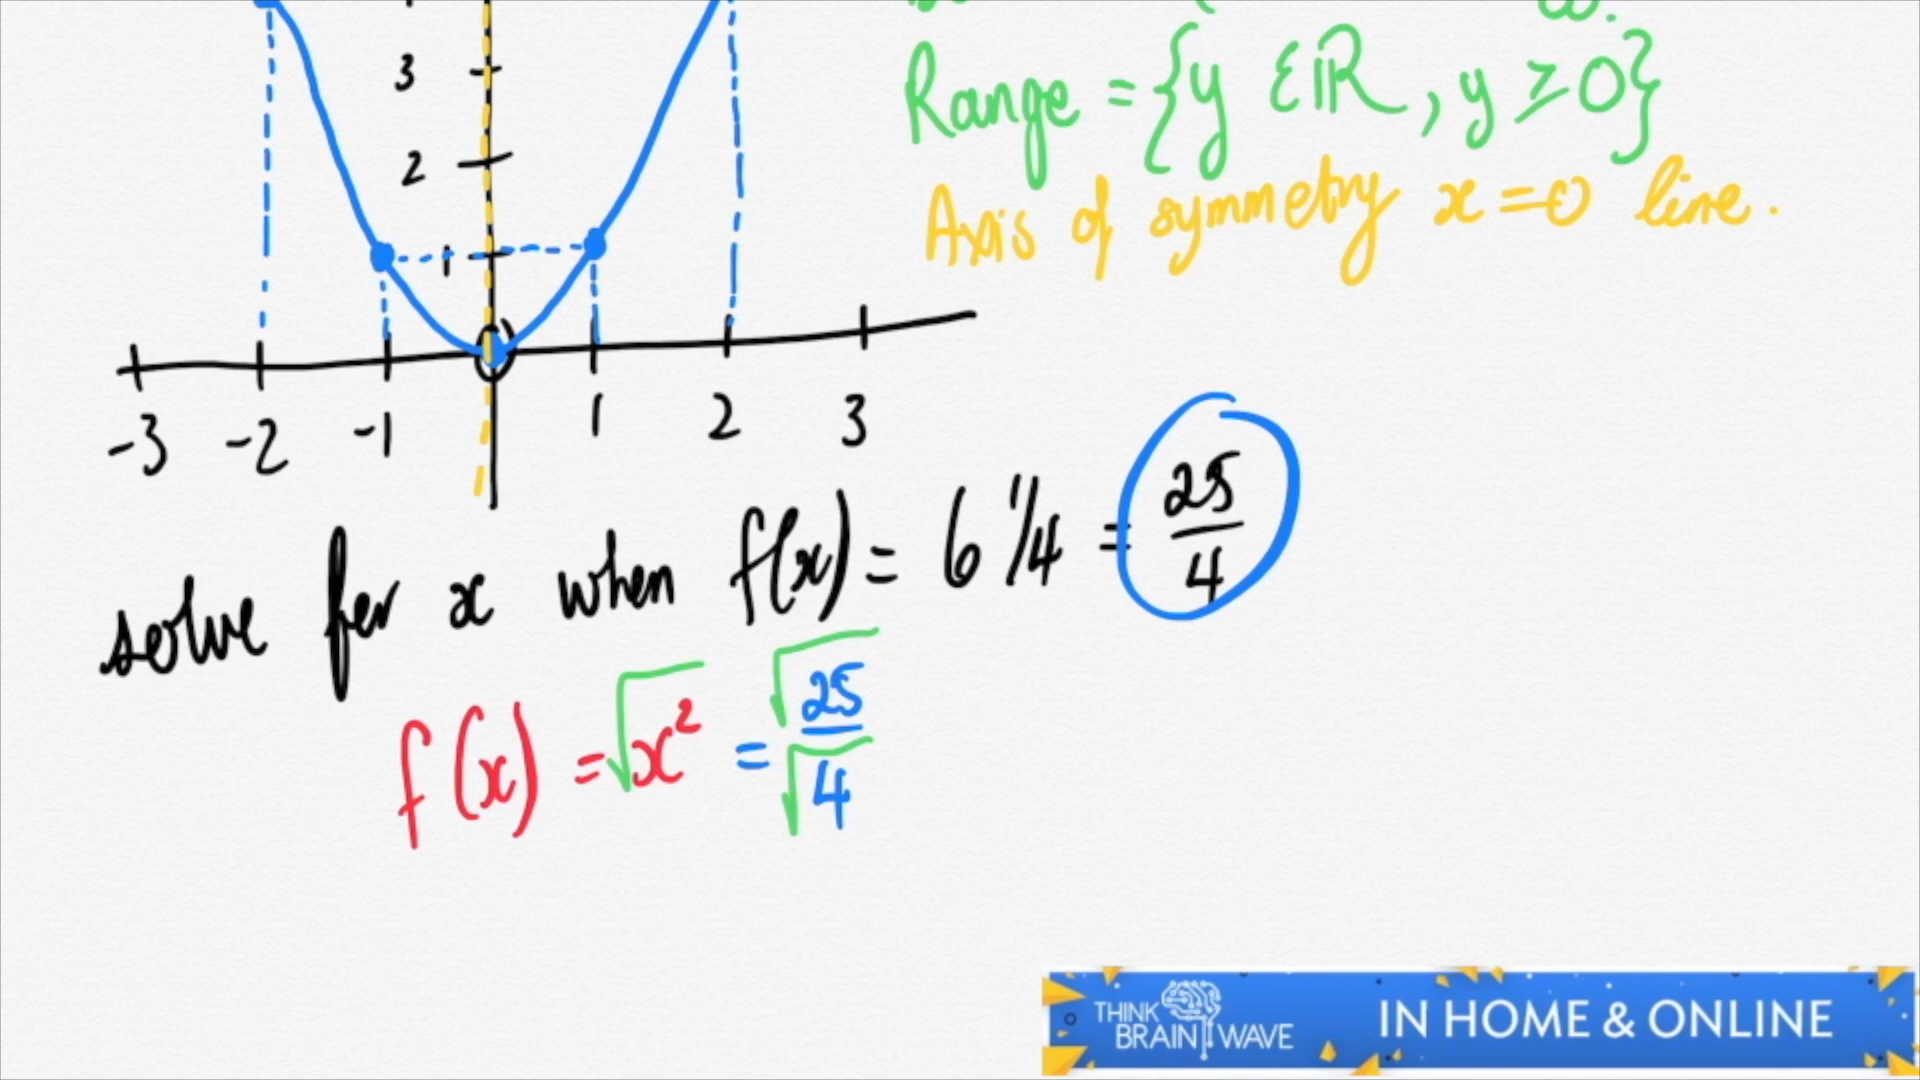 3
Range = {y ∈ ℝ, y ≥ 0}
2
Axis of symmetry x = 0 line.
1
-3 -2 -1 1 2 3
solve for x when f(x) = 6 1/4 = 25/4
f(x) = √x² = √25/√4
THINK BRAIN WAVE
IN HOME & ONLINE